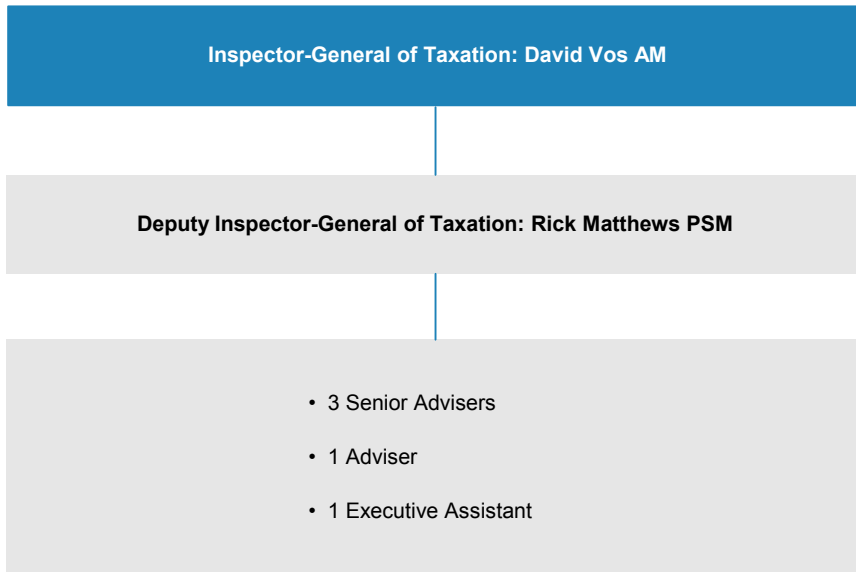 Inspector-General of Taxation: David Vos AM
Deputy Inspector-General of Taxation: Rick Matthews PSM
• 3 Senior Advisers
• 1 Adviser
• 1 Executive Assistant